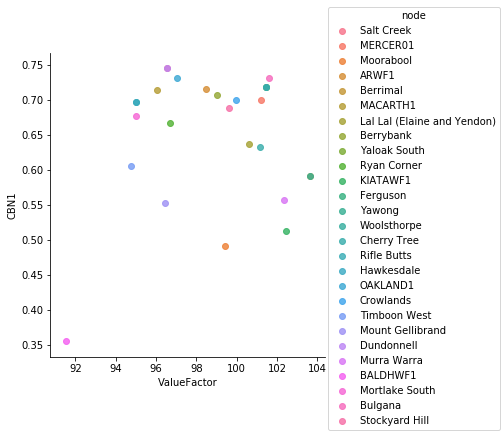 node
Salt Creek
MERCER01
Moorabool
ARWF1
Berrimal
MACARTH1
Lal Lal (Elaine and Yendon)
Berrybank
Yaloak South
Ryan Corner
KIATAWF1
Ferguson
Yawong
Woolsthorpe
Cherry Tree
Rifle Butts
Hawkesdale
OAKLAND1
Crowlands
Timboon West
Mount Gellibrand
Dundonnell
Murra Warra
BALDHWF1
Mortlake South
Bulgana
Stockyard Hill
0.75
0.70
0.65
0.60
0.55
0.50
0.45
0.40
0.35
CBN1
92 94 96 98 100 102 104
ValueFactor